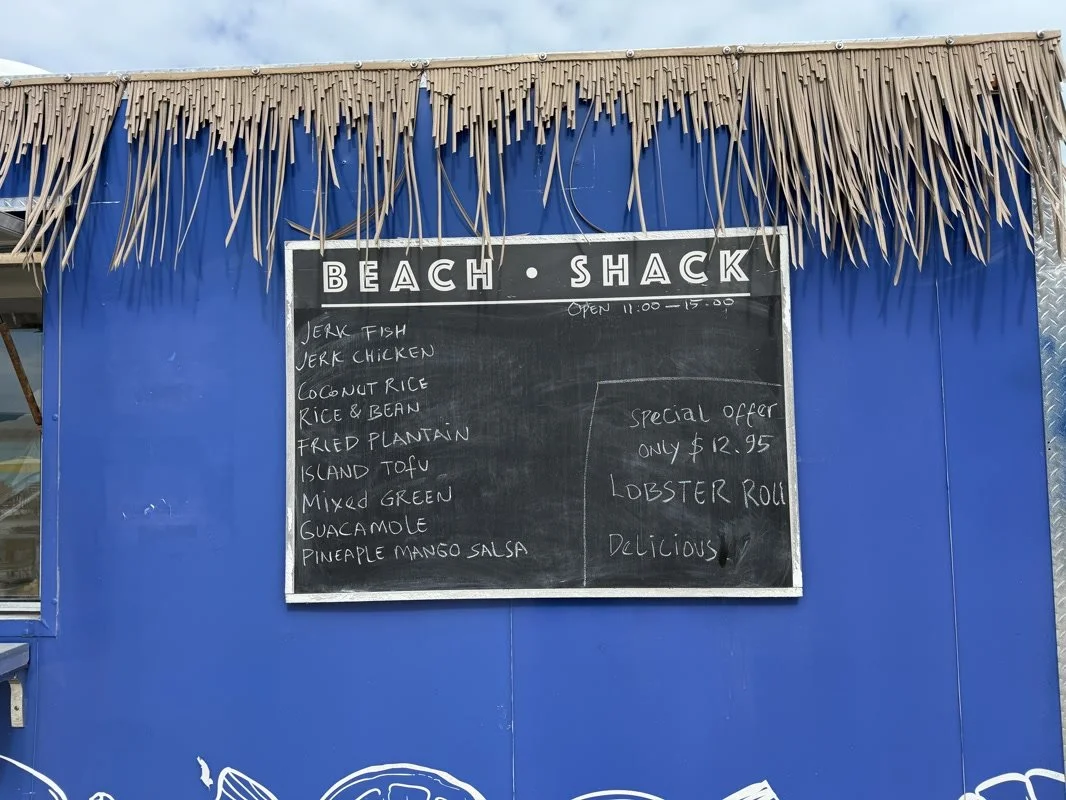 BEACH • SHACK
OPEN 11:00 — 15:00
JERK FISH
JERK CHICKEN
COCONUT RICE
RICE & BEAN
FRIED PLANTAIN
ISLAND TOFU
Mixed GREEN
GUACAMOLE
PINEAPLE MANGO SALSA
Special Offer
ONLY $12.95
LOBSTER Roll
Delicious